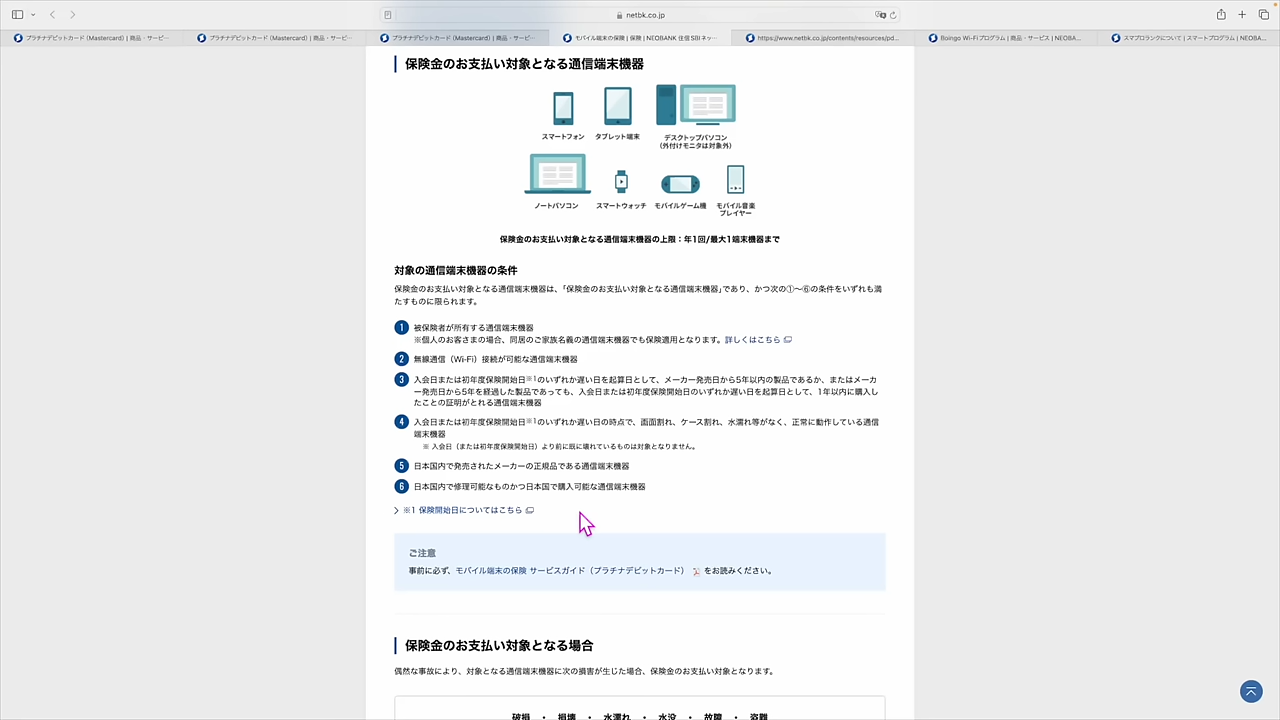 netbk.co.jp
プラチナデビットカード (Mastercard) | 商品・サービ…
プラチナデビットカード (Mastercard) | 商品・サービ…
プラチナデビットカード (Mastercard) | 商品・サービ…
モバイル端末の保険 | 保険 | NEOBANK 住信SBIネッ…
https://www.netbk.co.jp/contents/resources/pd…
Boingo Wi-Fiプログラム | 商品・サービス | NEOBA…
スマプロランクについて | スマートプログラム | NEOBA…
保険金のお支払い対象となる通信端末機器
スマートフォン
タブレット端末
デスクトップパソコン
(外付けモニタは対象外)
ノートパソコン
スマートウォッチ
モバイルゲーム機
モバイル音楽
プレイヤー
保険金のお支払い対象となる通信端末機器の上限：年1回/最大1端末機器まで
対象の通信端末機器の条件
保険金のお支払い対象となる通信端末機器は、「保険金のお支払い対象となる通信端末機器」であり、かつ次の①〜⑥の条件をいずれも満
たすものに限られます。
1 被保険者が所有する通信端末機器
※個人のお客さまの場合、同居のご家族名義の通信端末機器でも保険適用となります。詳しくはこちら
2 無線通信（Wi-Fi）接続が可能な通信端末機器
3 入会日または初年度保険開始日※1のいずれか遅い日を起算日として、メーカー発売日から5年以内の製品であるか、またはメーカ
ー発売日から5年を経過した製品であっても、入会日または初年度保険開始日のいずれか遅い日を起算日として、1年以内に購入し
たことの証明がとれる通信端末機器
4 入会日または初年度保険開始日※1のいずれか遅い日の時点で、画面割れ、ケース割れ、水濡れ等がなく、正常に動作している通信
端末機器
※ 入会日（または初年度保険開始日）より前に既に壊れているものは対象となりません。
5 日本国内で発売されたメーカーの正規品である通信端末機器
6 日本国内で修理可能なものかつ日本国で購入可能な通信端末機器
※1 保険開始日についてはこちら
ご注意
事前に必ず、モバイル端末の保険 サービスガイド（プラチナデビットカード） をお読みください。
保険金のお支払い対象となる場合
偶然な事故により、対象となる通信端末機器に次の損害が生じた場合、保険金のお支払い対象となります。
破損 ・ 損壊 ・ 水濡れ ・ 水没 ・ 故障 ・ 盗難